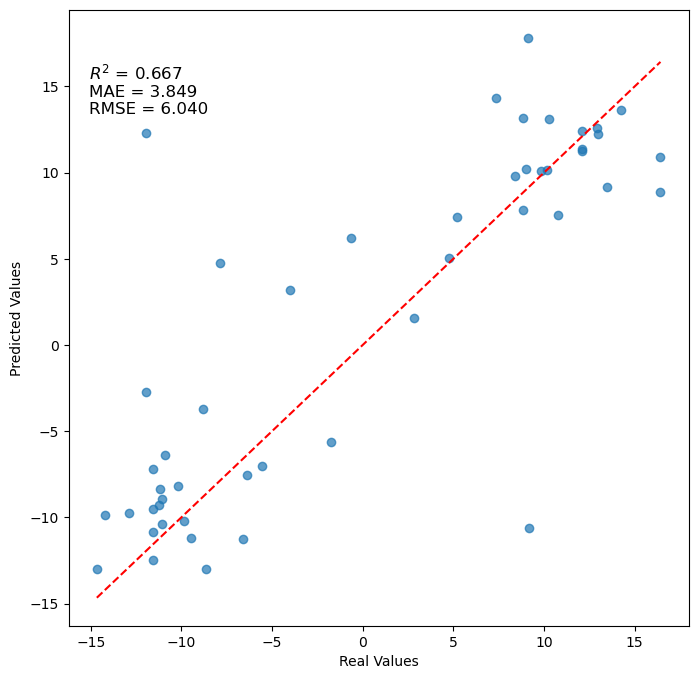 R² = 0.667
MAE = 3.849
RMSE = 6.040
Predicted Values
15
10
5
0
−5
−10
−15
−15 −10 −5 0 5 10 15
Real Values